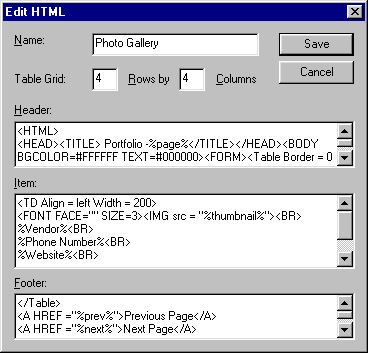 Edit HTML
Name: Photo Gallery Save
Table Grid: 4 Rows by 4 Columns Cancel
Header:
<HTML>
<HEAD><TITLE> Portfolio -%page%</TITLE></HEAD><BODY
BGCOLOR=#FFFFFF TEXT=#000000><FORM><Table Border = 0
Item:
<TD Align = left Width = 200>
<FONT FACE="" SIZE=3><IMG src = "%thumbnail%"><BR>
%Vendor%<BR>
%Phone Number%<BR>
%Website%<BR>
Footer:
</Table>
<A HREF ="%prev%">Previous Page</A>
<A HREF ="%next%">Next Page</A>